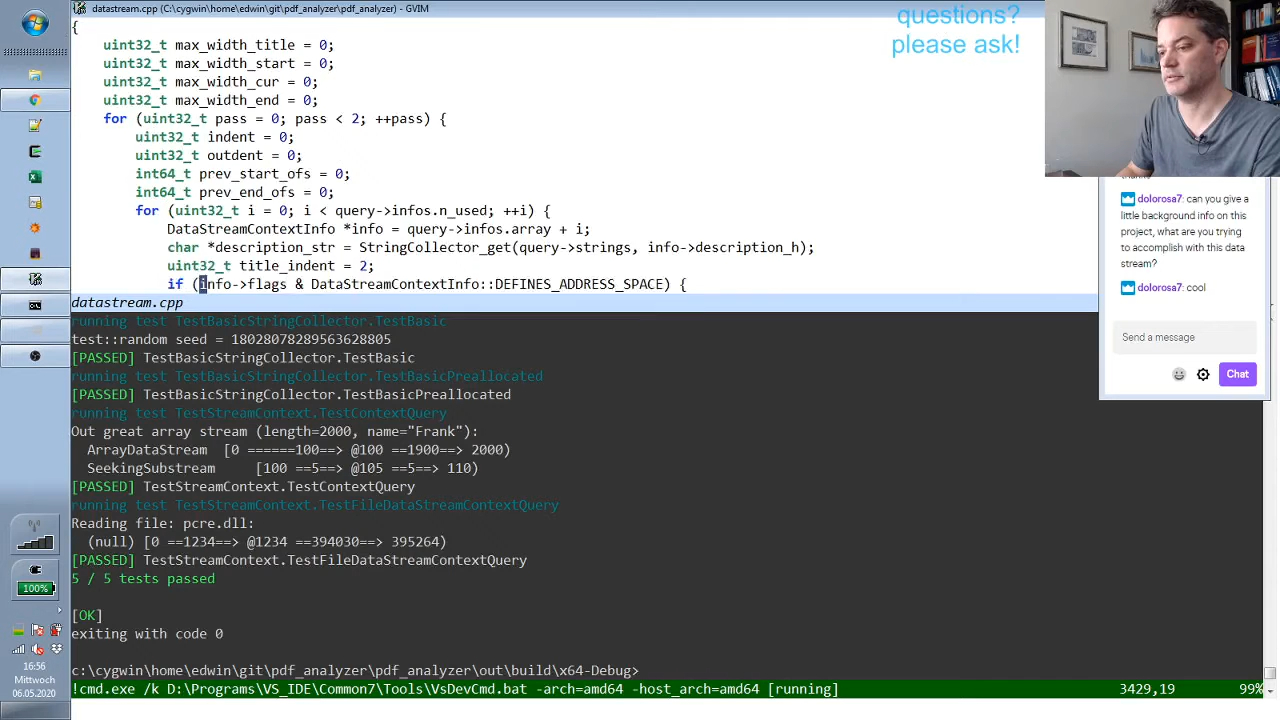 datastream.cpp (C:\cygwin\home\edwin\git\pdf_analyzer\pdf_analyzer) - GVIM
{
uint32_t max_width_title = 0;
uint32_t max_width_start = 0;
uint32_t max_width_cur = 0;
uint32_t max_width_end = 0;
for (uint32_t pass = 0; pass < 2; ++pass) {
uint32_t indent = 0;
uint32_t outdent = 0;
int64_t prev_start_ofs = 0;
int64_t prev_end_ofs = 0;
for (uint32_t i = 0; i < query->infos.n_used; ++i) {
DataStreamContextInfo *info = query->infos.array + i;
char *description_str = StringCollector_get(query->strings, info->description_h);
uint32_t title_indent = 2;
if (info->flags & DataStreamContextInfo::DEFINES_ADDRESS_SPACE) {
datastream.cpp
running test TestBasicStringCollector.TestBasic
test::random seed = 18028078289563628805
[PASSED] TestBasicStringCollector.TestBasic
running test TestBasicStringCollector.TestBasicPreallocated
[PASSED] TestBasicStringCollector.TestBasicPreallocated
running test TestStreamContext.TestContextQuery
Out great array stream (length=2000, name="Frank"):
ArrayDataStream [0 ======100==> @100 ==1900==> 2000)
SeekingSubstream [100 ==5==> @105 ==5==> 110)
[PASSED] TestStreamContext.TestContextQuery
running test TestStreamContext.TestFileDataStreamContextQuery
Reading file: pcre.dll:
(null) [0 ==1234==> @1234 ==394030==> 395264)
[PASSED] TestStreamContext.TestFileDataStreamContextQuery
5 / 5 tests passed
[OK]
exiting with code 0
c:\cygwin\home\edwin\git\pdf_analyzer\pdf_analyzer\out\build\x64-Debug>
!cmd.exe /k D:\Programs\VS_IDE\Common7\Tools\VsDevCmd.bat -arch=amd64 -host_arch=amd64 [running] 3429,19 99%
questions?
please ask!
dolorosa7: can you give a
little background info on this
project, what are you trying
to accomplish with this data
stream?
dolorosa7: cool
Send a message
Chat
100%
16:56
Mittwoch
06.05.2020